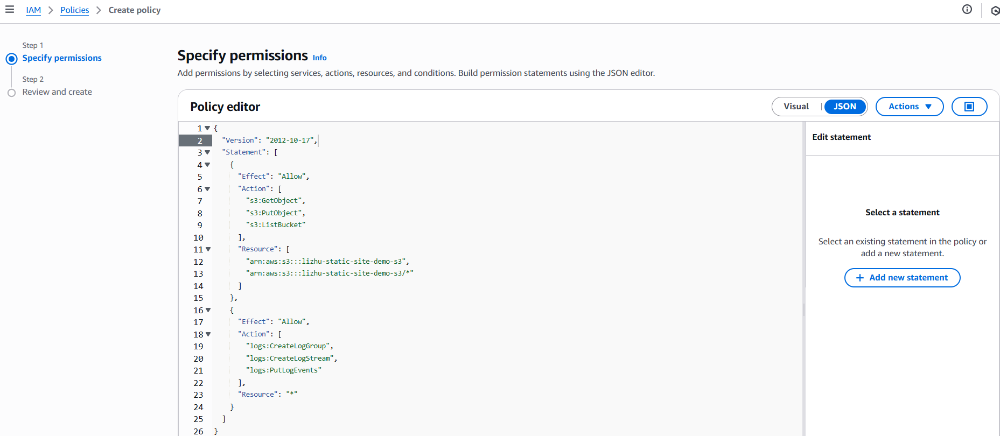 IAM > Policies > Create policy
Step 1
Specify permissions
Step 2
Review and create
Specify permissions Info
Add permissions by selecting services, actions, resources, and conditions. Build permission statements using the JSON editor.
Policy editor
Visual | JSON
Actions
1 {
2 "Version": "2012-10-17",
3 "Statement": [
4 {
5 "Effect": "Allow",
6 "Action": [
7 "s3:GetObject",
8 "s3:PutObject",
9 "s3:ListBucket"
10 ],
11 "Resource": [
12 "arn:aws:s3:::lizhu-static-site-demo-s3",
13 "arn:aws:s3:::lizhu-static-site-demo-s3/*"
14 ]
15 },
16 {
17 "Effect": "Allow",
18 "Action": [
19 "logs:CreateLogGroup",
20 "logs:CreateLogStream",
21 "logs:PutLogEvents"
22 ],
23 "Resource": "*"
24 }
25 ]
26 }
Edit statement
Select a statement
Select an existing statement in the policy or
add a new statement.
+ Add new statement